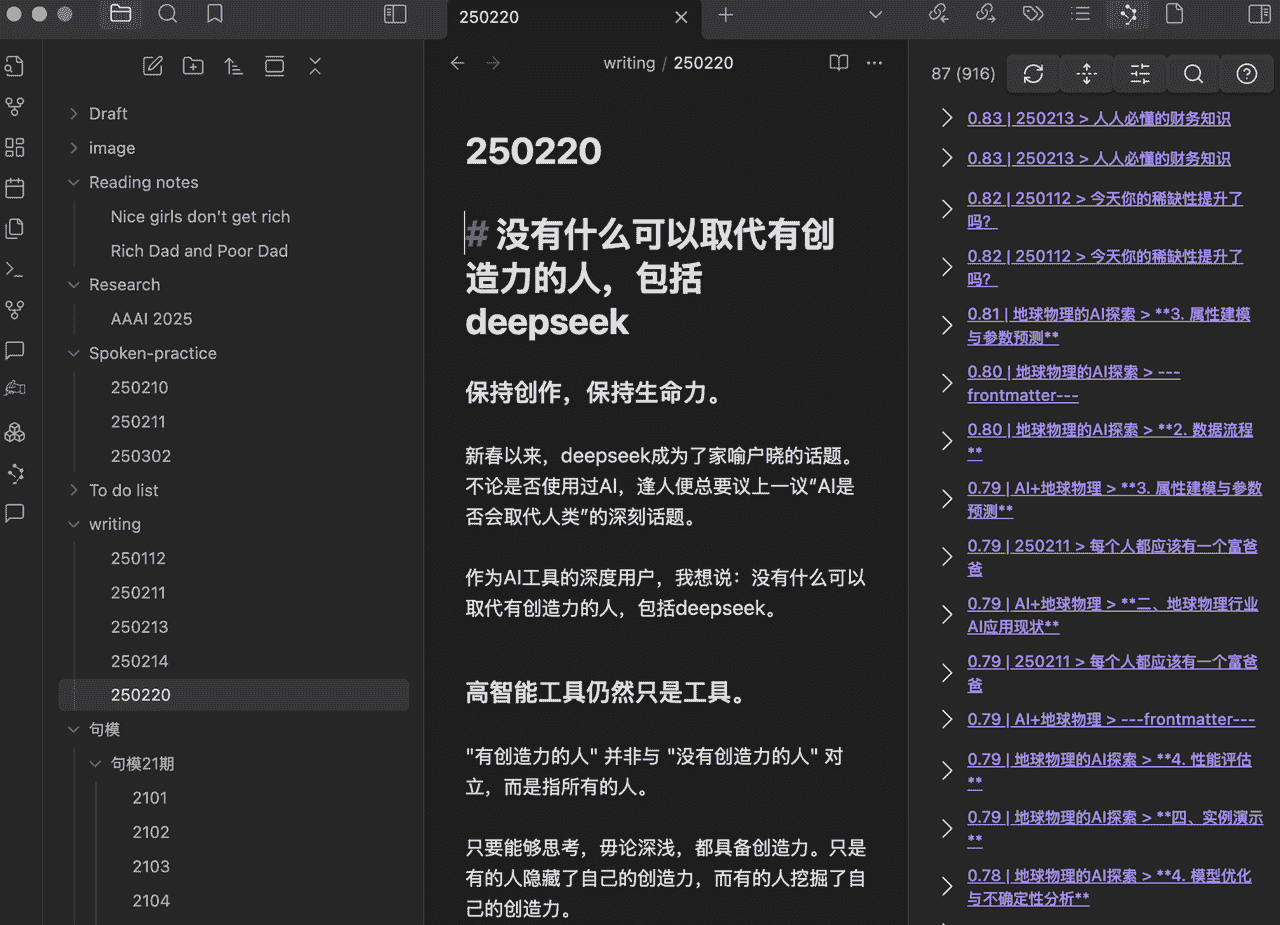 250220
writing / 250220
87 (916)
Draft
image
Reading notes
Nice girls don't get rich
Rich Dad and Poor Dad
Research
AAAI 2025
Spoken-practice
250210
250211
250302
To do list
writing
250112
250211
250213
250214
250220
句模
句模21期
2101
2102
2103
2104
250220
# 没有什么可以取代有创
造力的人，包括
deepseek
保持创作，保持生命力。
新春以来，deepseek成为了家喻户晓的话题。
不论是否使用过AI，逢人便总要议上一议“AI是
否会取代人类”的深刻话题。
作为AI工具的深度用户，我想说：没有什么可以
取代有创造力的人，包括deepseek。
高智能工具仍然只是工具。
"有创造力的人" 并非与 "没有创造力的人" 对
立，而是指所有的人。
只要能够思考，毋论深浅，都具备创造力。只是
有的人隐藏了自己的创造力，而有的人挖掘了自
己的创造力。
0.83 | 250213 > 人人必懂的财务知识
0.83 | 250213 > 人人必懂的财务知识
0.82 | 250112 > 今天你的稀缺性提升了
吗？
0.82 | 250112 > 今天你的稀缺性提升了
吗？
0.81 | 地球物理的AI探索 > **3. 属性建模
与参数预测**
0.80 | 地球物理的AI探索 > ---
frontmatter---
0.80 | 地球物理的AI探索 > **2. 数据流程
**
0.79 | AI+地球物理 > **3. 属性建模与参数
预测**
0.79 | 250211 > 每个人都应该有一个富爸
爸
0.79 | AI+地球物理 > **二、地球物理行业
AI应用现状**
0.79 | 250211 > 每个人都应该有一个富爸
爸
0.79 | AI+地球物理 > ---frontmatter---
0.79 | 地球物理的AI探索 > **4. 性能评估
**
0.79 | 地球物理的AI探索 > **四、实例演示
**
0.78 | 地球物理的AI探索 > **4. 模型优化
与不确定性分析**